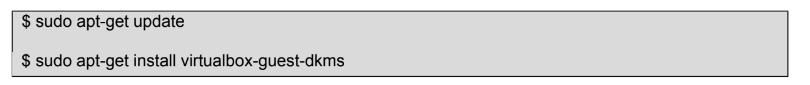 $ sudo apt-get update
$ sudo apt-get install virtualbox-guest-dkms